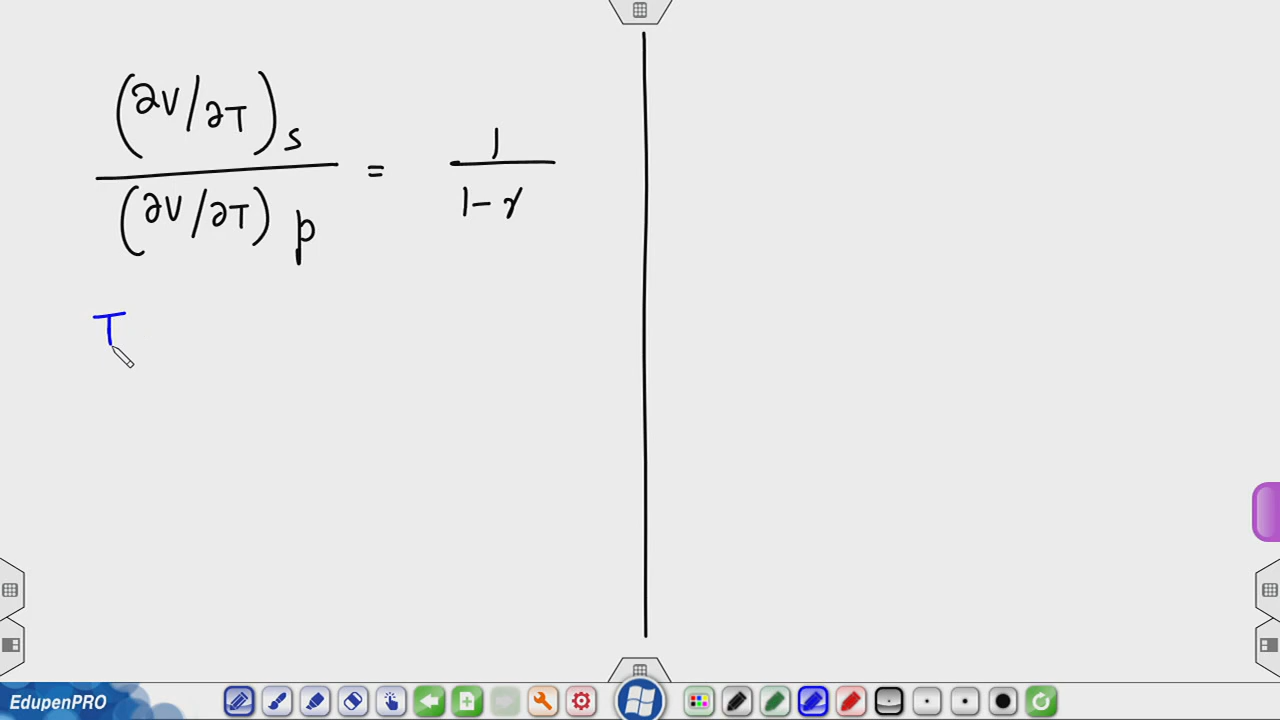 (∂V/∂T)s / (∂V/∂T)p = 1 / 1-γ
T
EdupenPRO